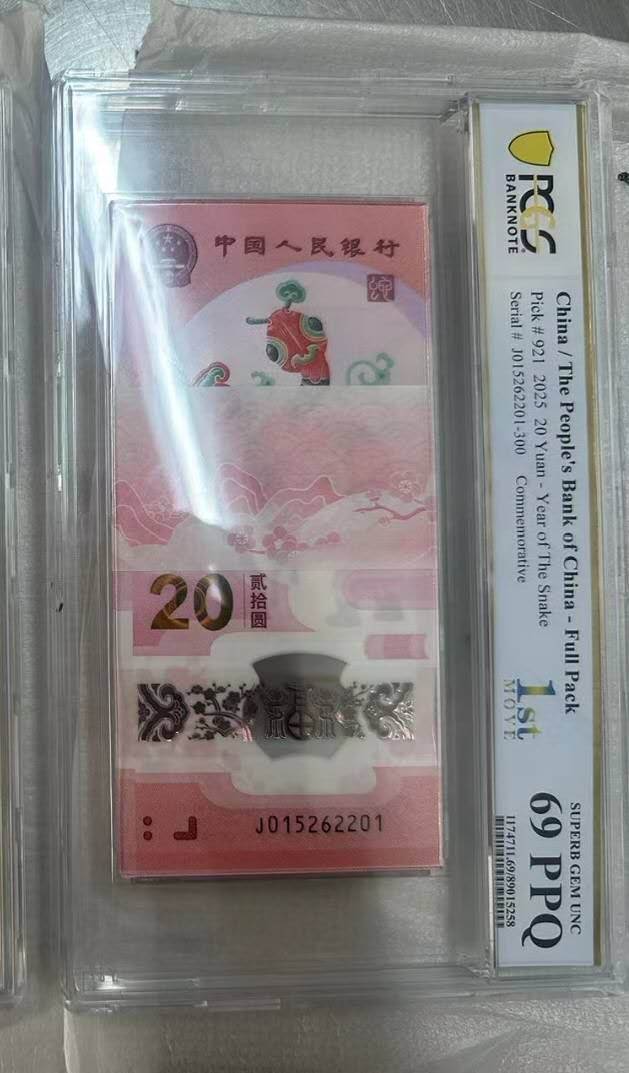 中国人民银行
20
贰拾圆
J015262201
PCGS
BANKNOTE
China / The People's Bank of China - Full Pack
Pick # 921 2025 20 Yuan - Year of The Snake
Serial # J015262201-300 Commemorative
1st
MOVE
SUPERB GEM UNC
69 PPQ
1174711.69/89015258